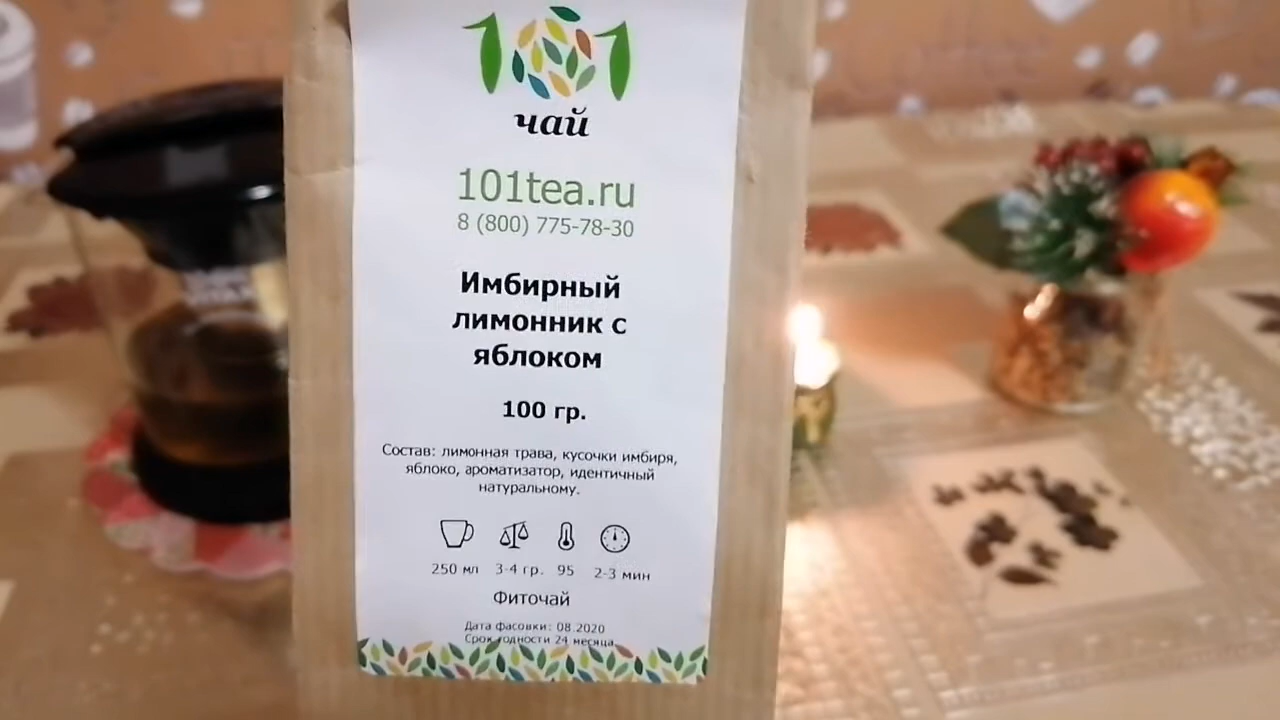 101
чай
101tea.ru
8 (800) 775-78-30
Имбирный
лимонник с
яблоком
100 гр.
Состав: лимонная трава, кусочки имбиря,
яблоко, ароматизатор, идентичный
натуральному.
250 мл 3-4 гр. 95 2-3 мин
Фиточай
Дата фасовки: 08.2020
Срок годности 24 месяца